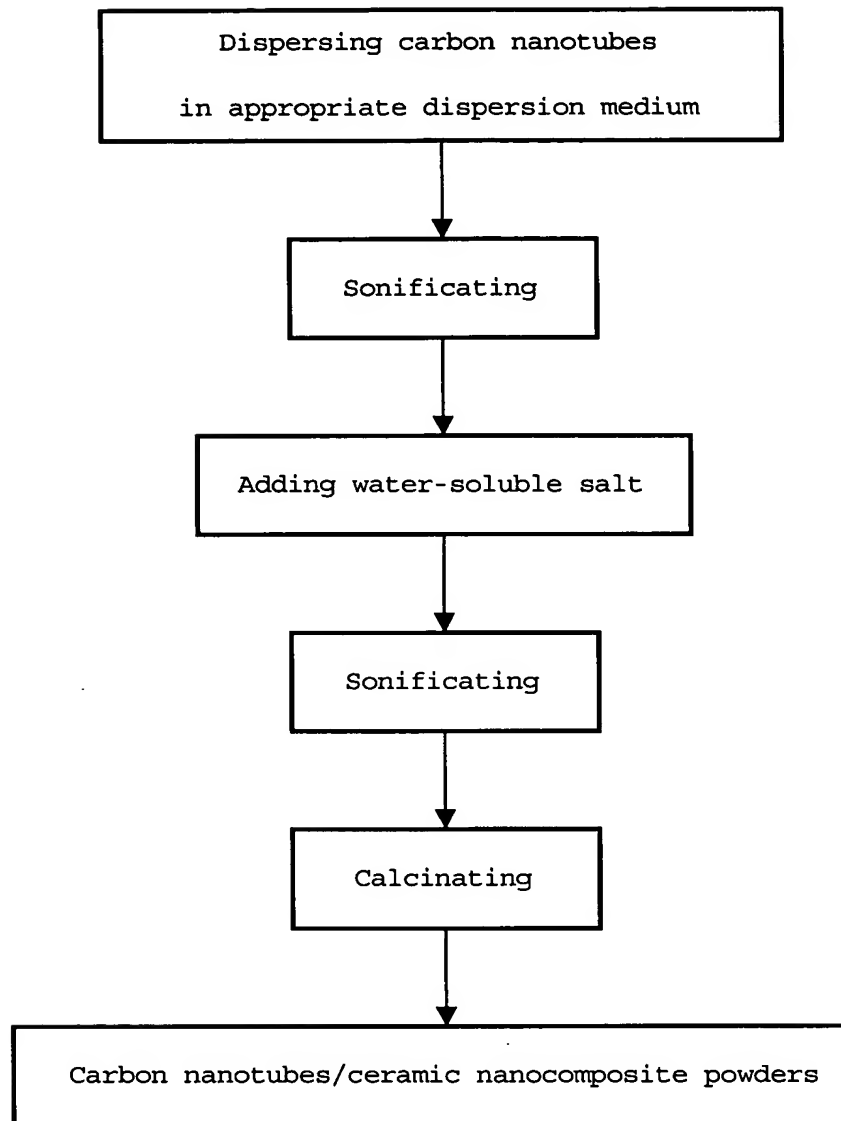 Dispersing carbon nanotubes
in appropriate dispersion medium
Sonificating
Adding water-soluble salt
Sonificating
Calcinating
Carbon nanotubes/ceramic nanocomposite powders